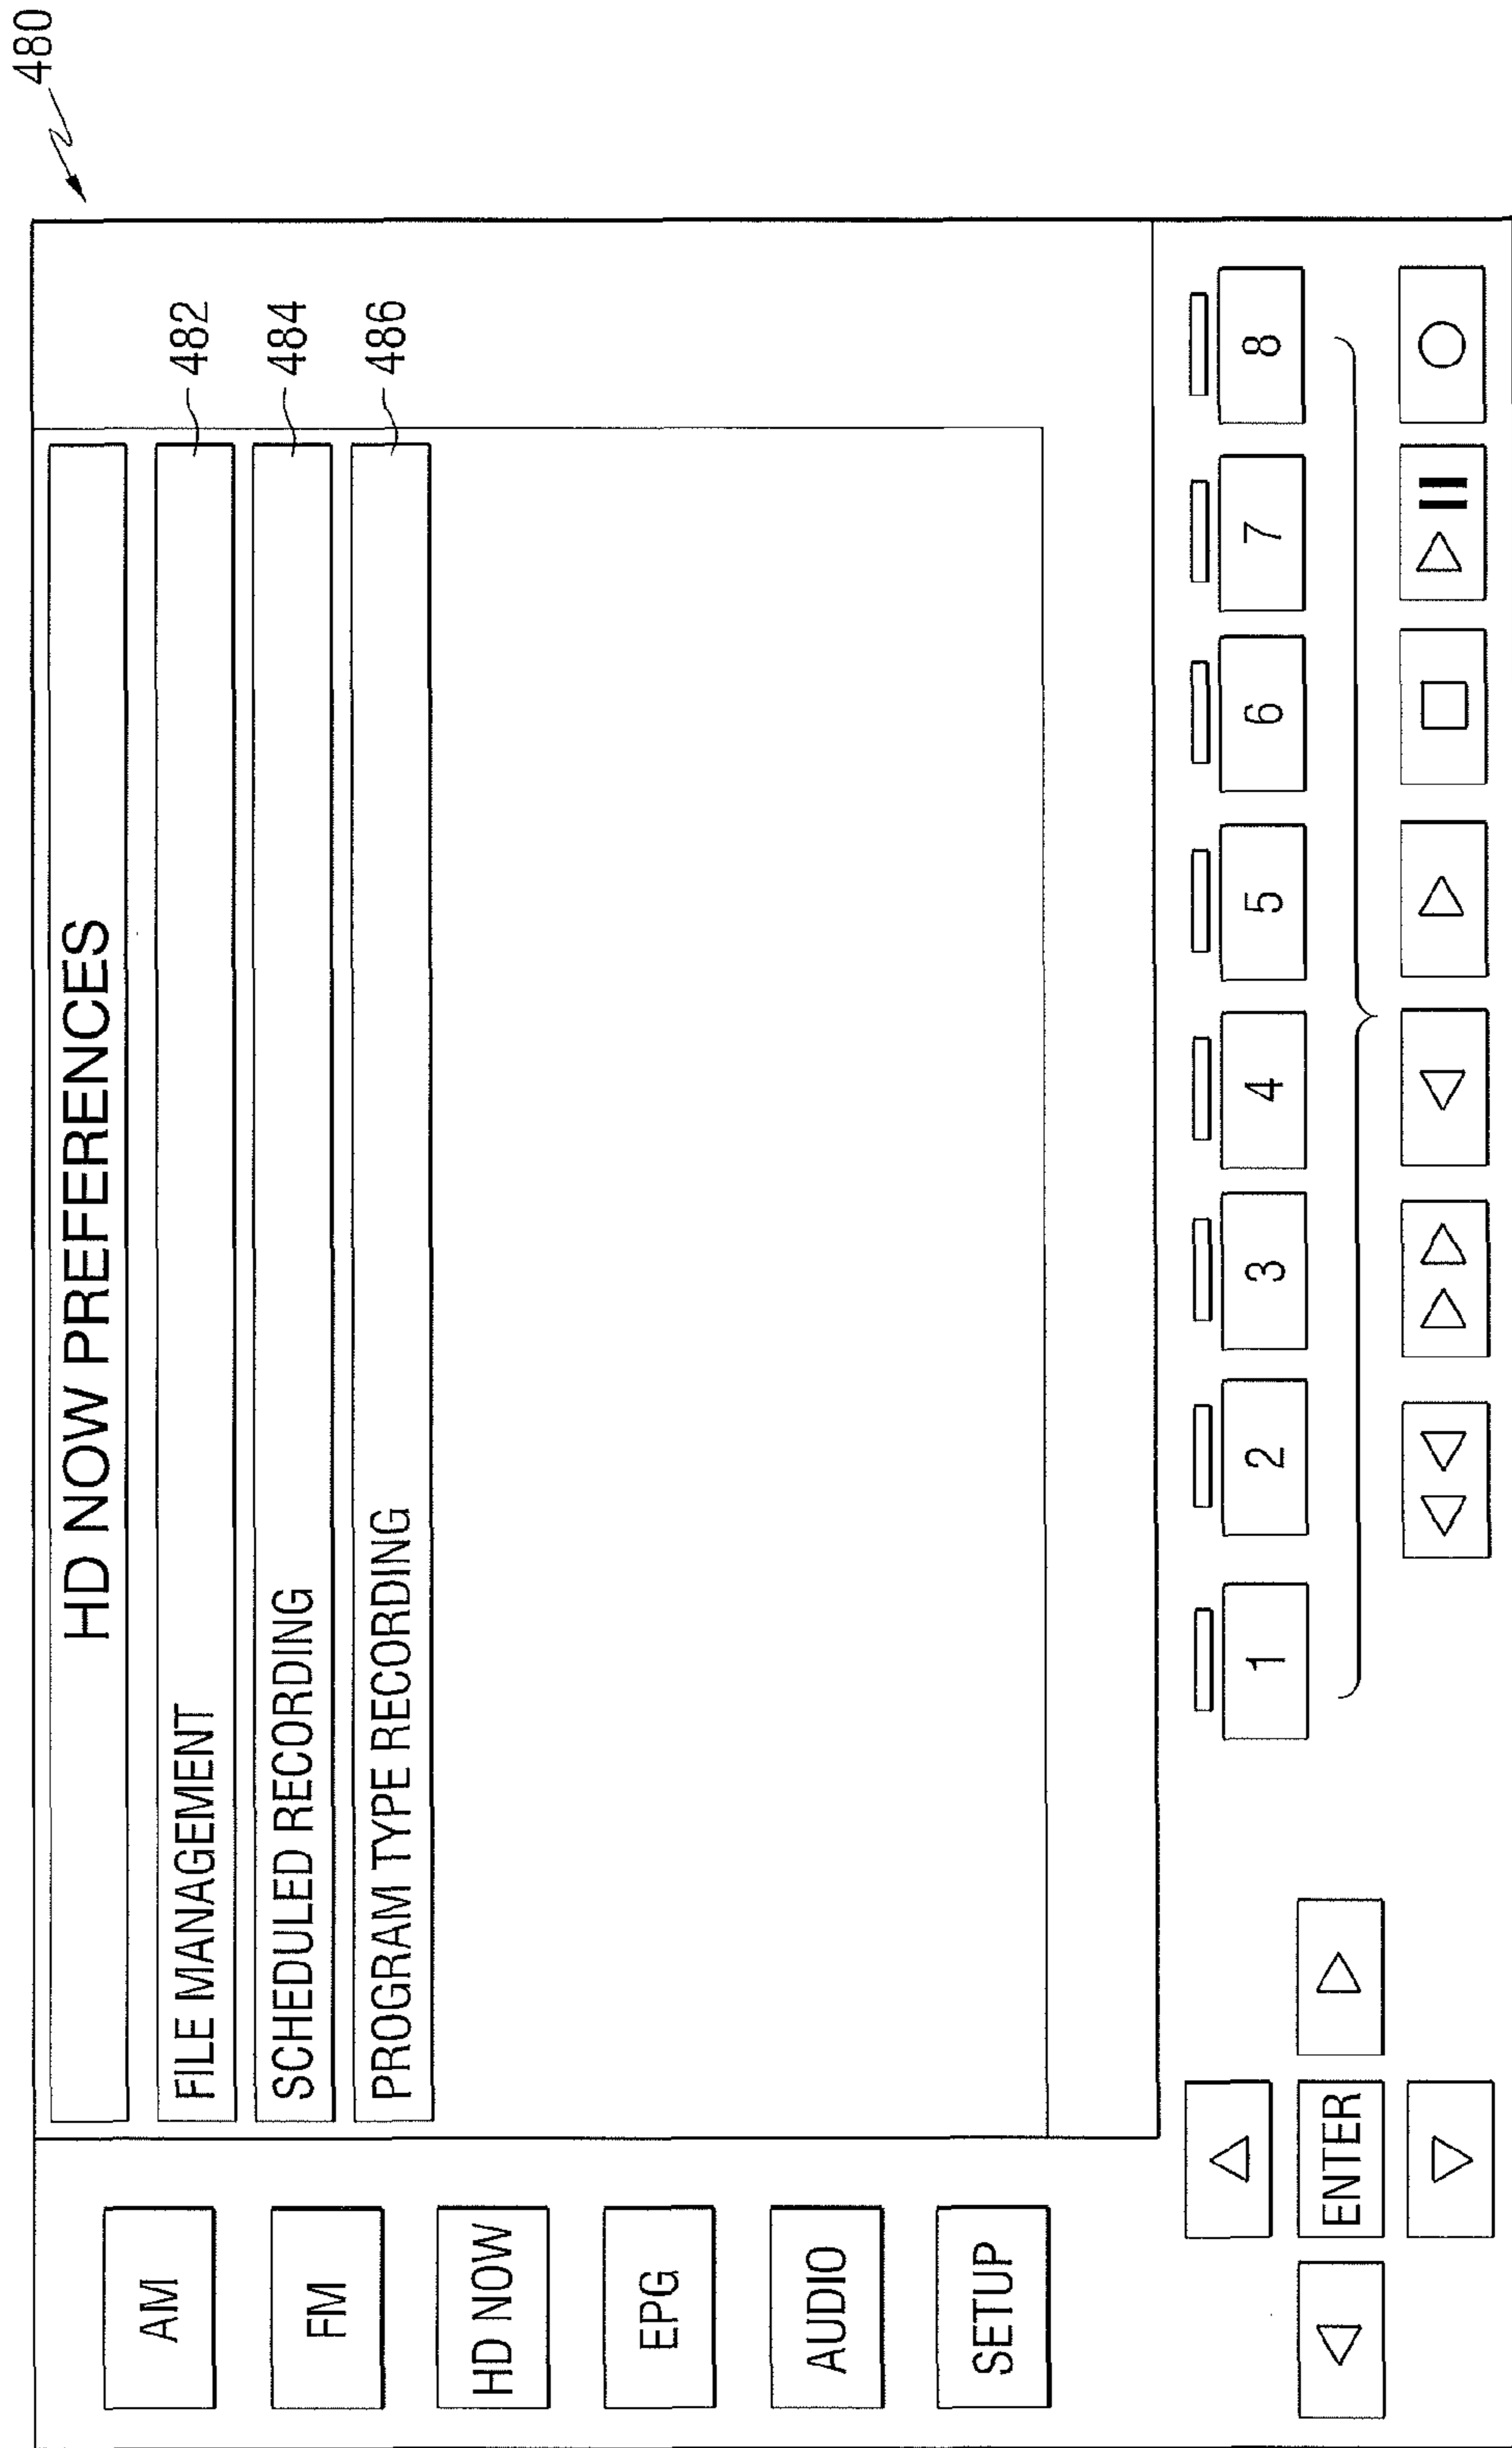 480
HD NOW PREFERENCES
AM
FILE MANAGEMENT
482
SCHEDULED RECORDING
484
FM
PROGRAM TYPE RECORDING
486
HD NOW
EPG
AUDIO
SETUP
1 2 3 4 5 6 7 8
ENTER